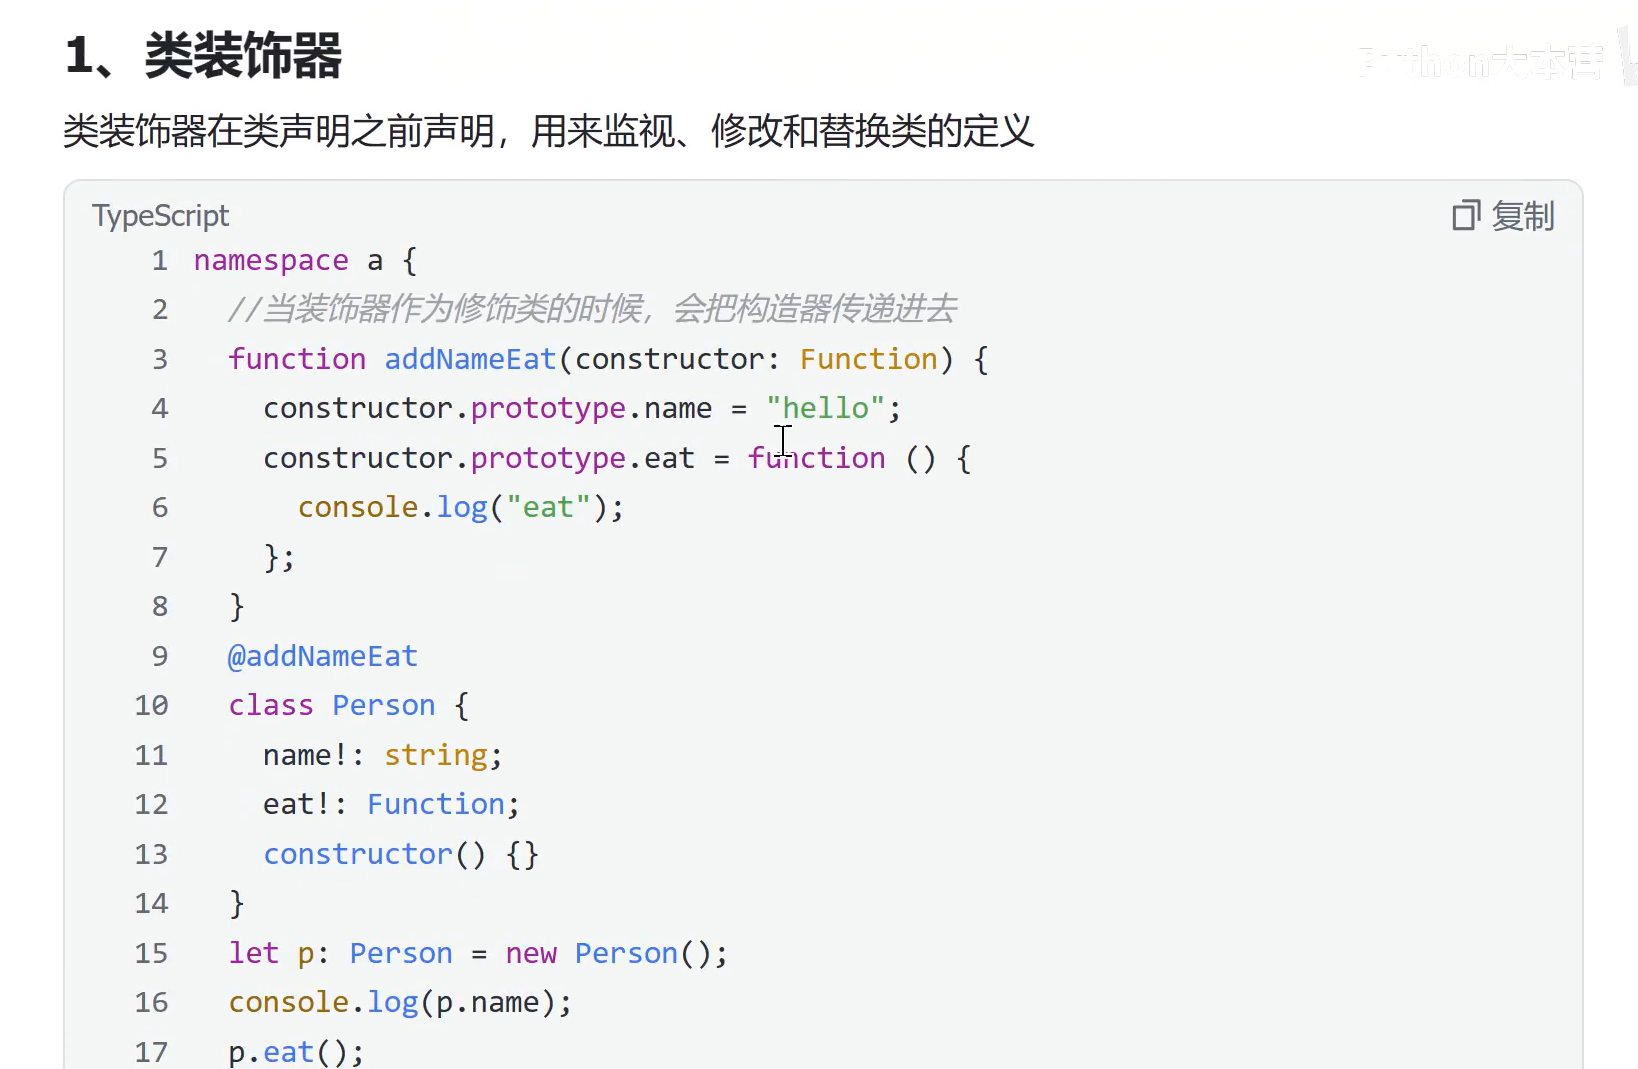 1、类装饰器
Python大本营
类装饰器在类声明之前声明，用来监视、修改和替换类的定义
TypeScript
复制
1 namespace a {
2 //当装饰器作为修饰类的时候，会把构造器传递进去
3 function addNameEat(constructor: Function) {
4 constructor.prototype.name = "hello";
5 constructor.prototype.eat = function () {
6 console.log("eat");
7 };
8 }
9 @addNameEat
10 class Person {
11 name!: string;
12 eat!: Function;
13 constructor() {}
14 }
15 let p: Person = new Person();
16 console.log(p.name);
17 p.eat();